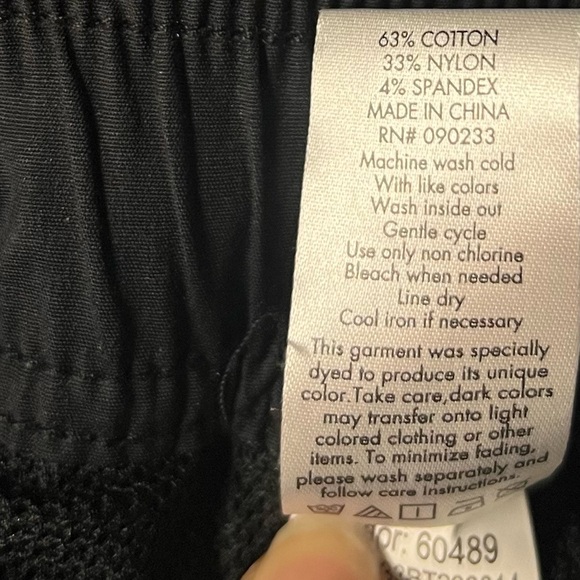 63% COTTON
33% NYLON
4% SPANDEX
MADE IN CHINA
RN# 090233
Machine wash cold
With like colors
Wash inside out
Gentle cycle
Use only non chlorine
Bleach when needed
Line dry
Cool iron if necessary
This garment was specially
dyed to produce its unique
color.Take care,dark colors
may transfer onto light
colored clothing or other
items. To minimize fading,
please wash separately and
follow care instructions.
60489